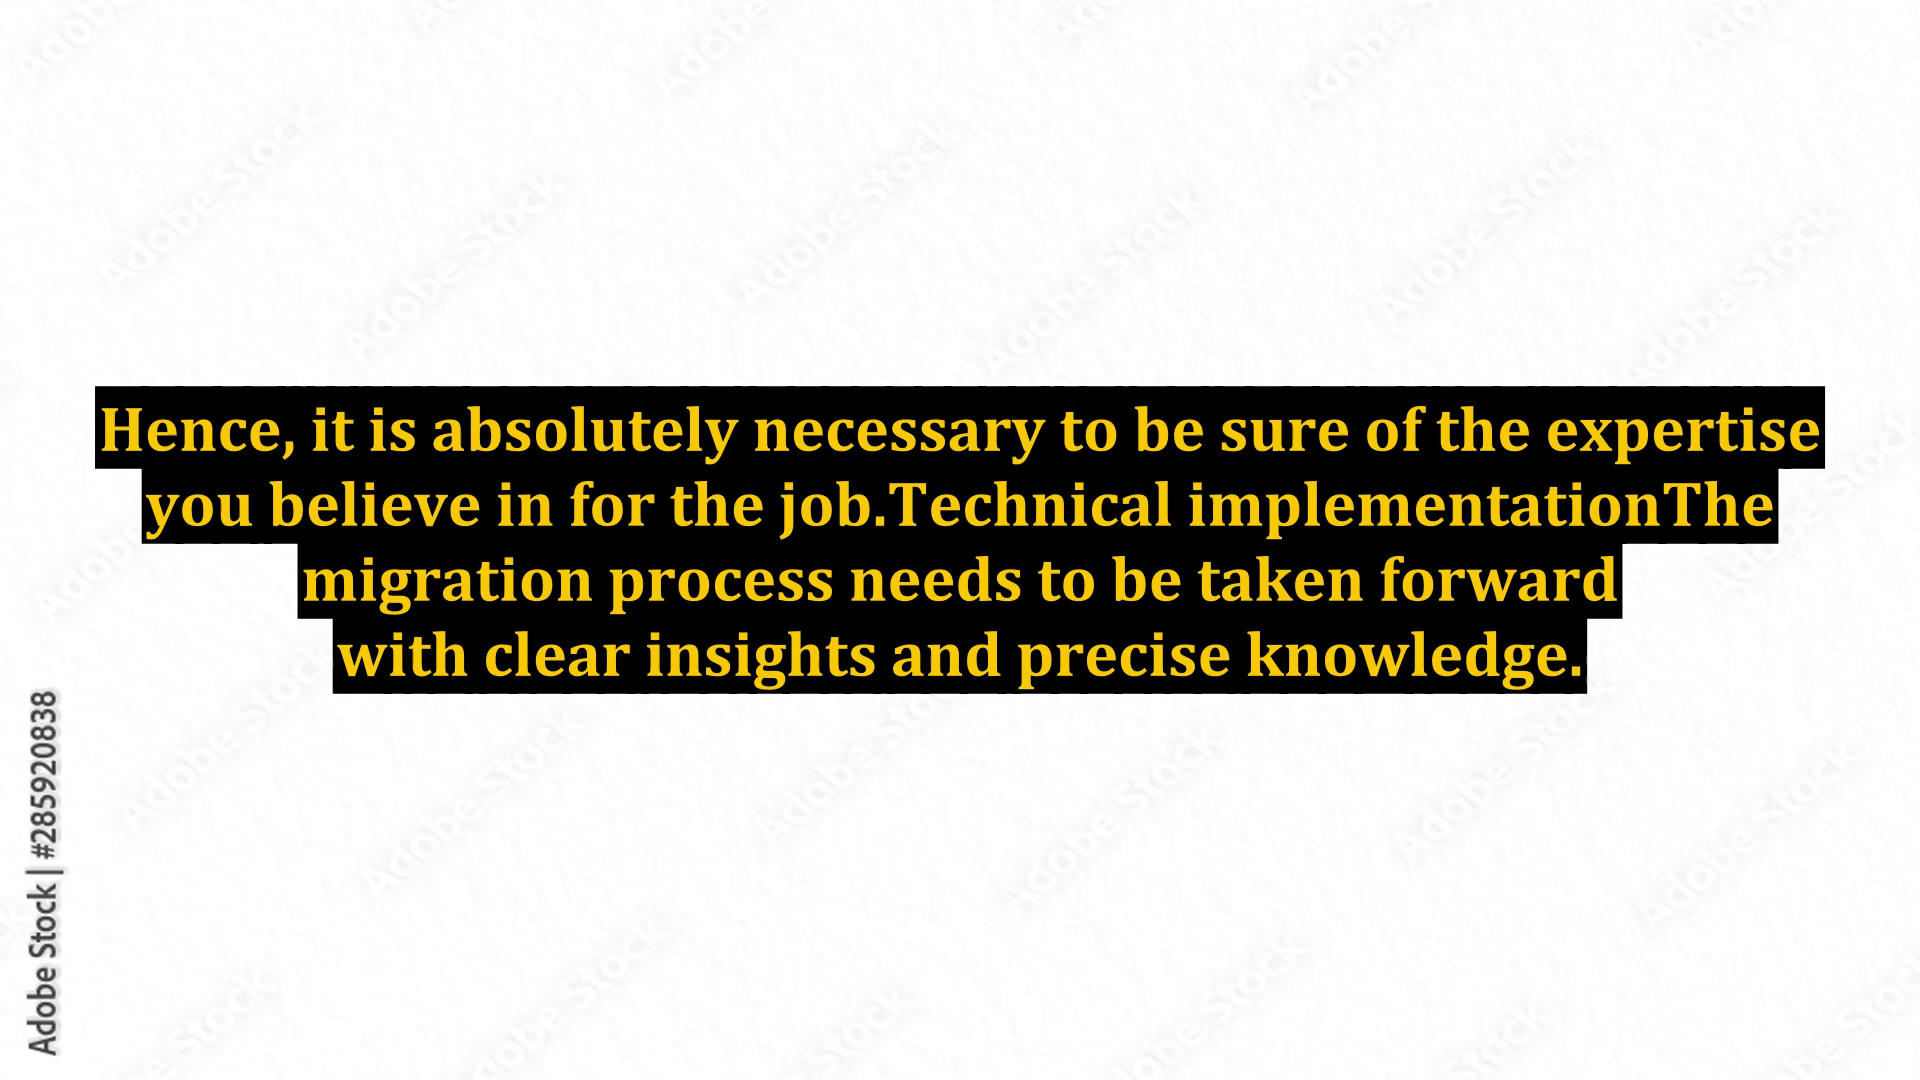 Hence, it is absolutely necessary to be sure of the expertise
you believe in for the job.Technical implementationThe
migration process needs to be taken forward
with clear insights and precise knowledge.
Adobe Stock | #285920838